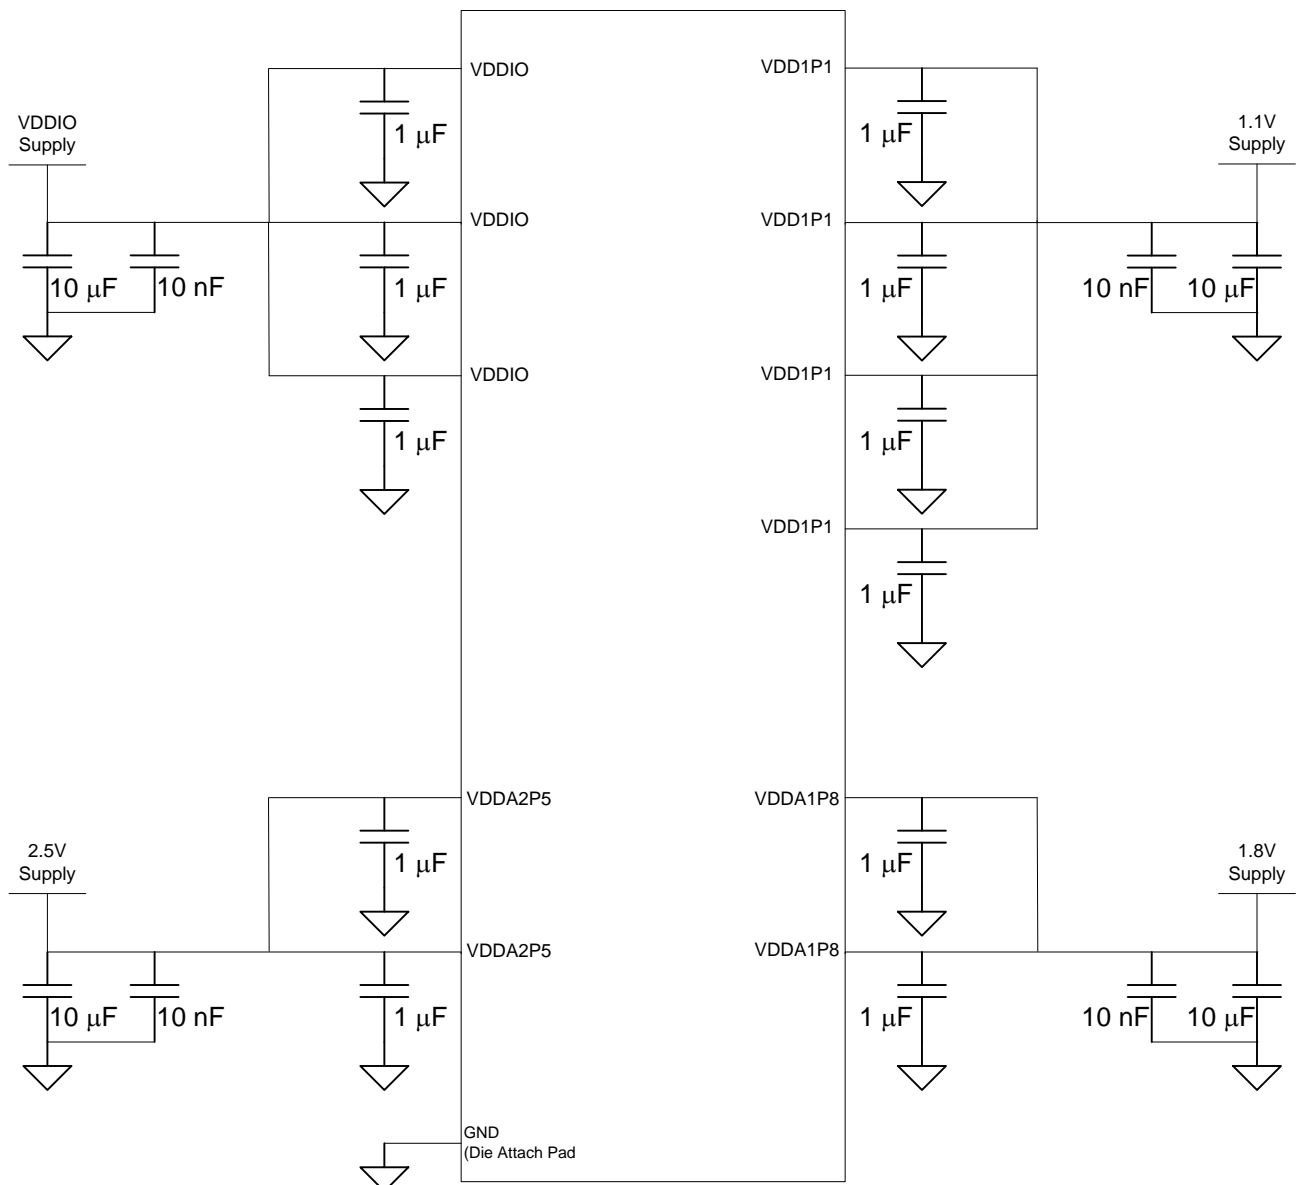 VDDIO
VDD1P1
1 μF
1 μF
VDDIO
Supply
1.1V
Supply
VDDIO
VDD1P1
10 μF
10 nF
1 μF
1 μF
10 nF
10 μF
VDDIO
VDD1P1
1 μF
1 μF
VDD1P1
1 μF
VDDA2P5
VDDA1P8
1 μF
1 μF
2.5V
Supply
1.8V
Supply
VDDA2P5
VDDA1P8
10 μF
10 nF
1 μF
1 μF
10 nF
10 μF
GND
(Die Attach Pad